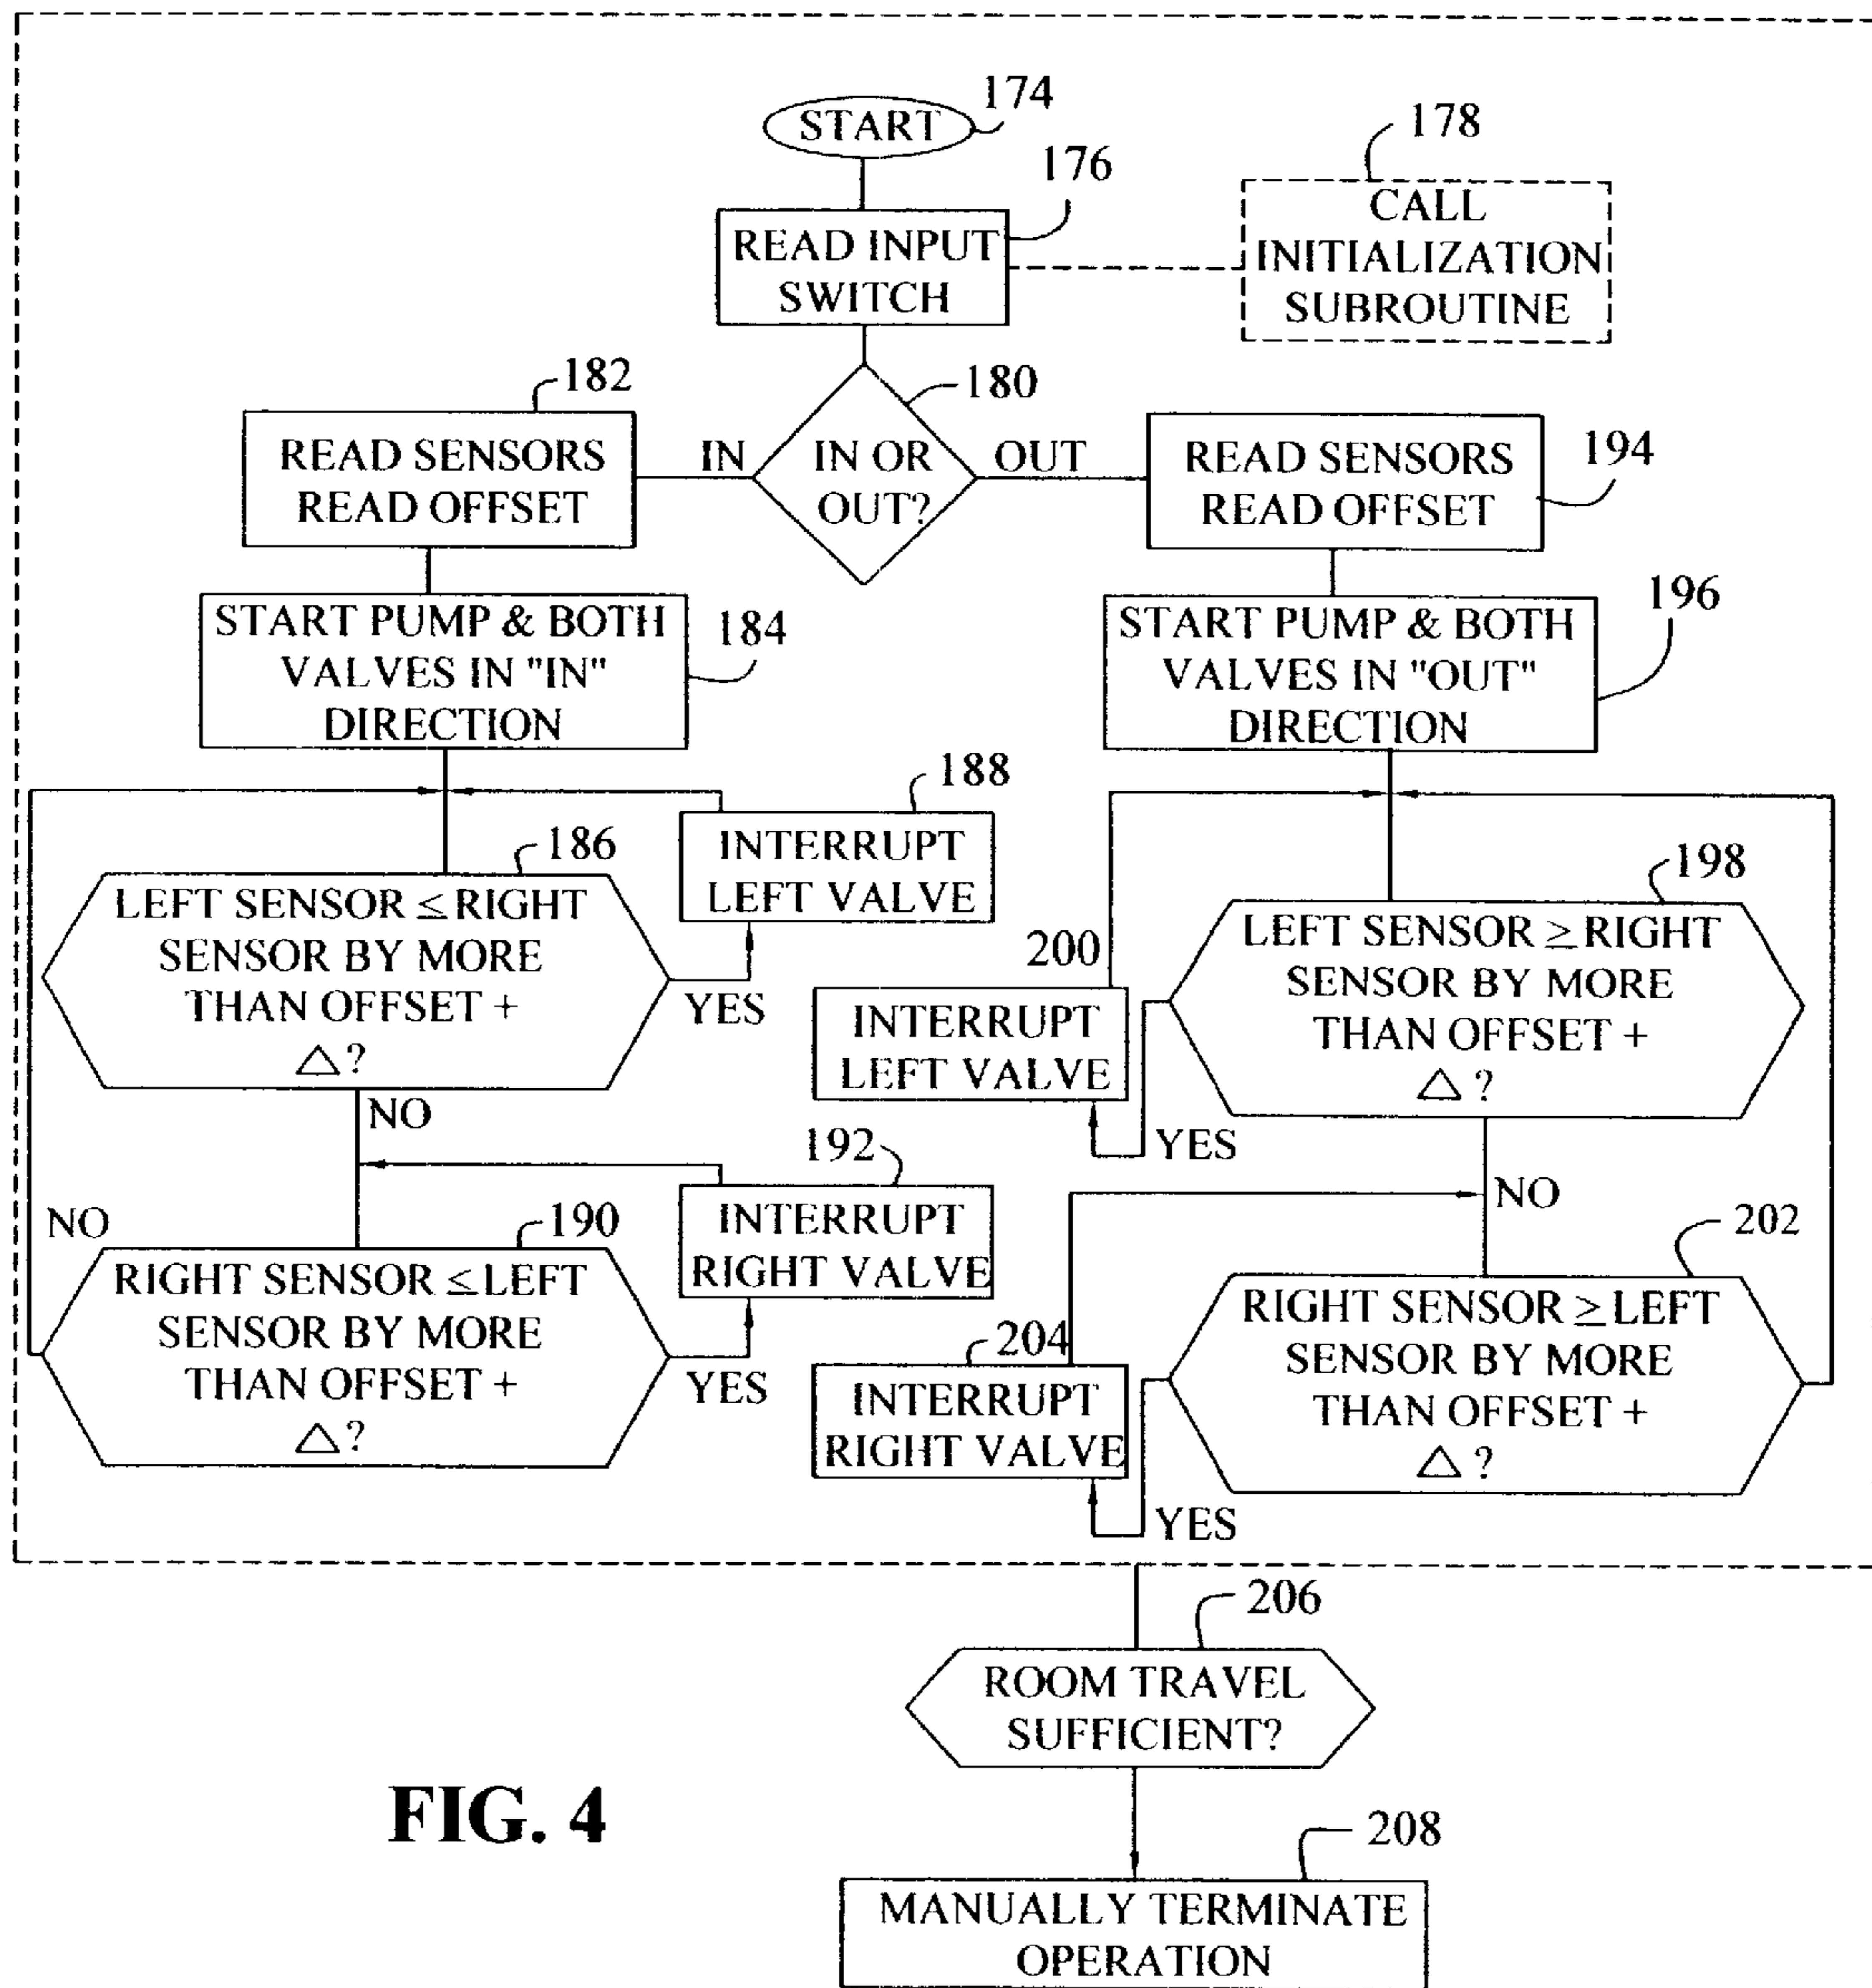 174
START
176
178
READ INPUT
SWITCH
CALL
INITIALIZATION
SUBROUTINE
182
180
READ SENSORS
READ OFFSET
IN
IN OR
OUT?
OUT
READ SENSORS
READ OFFSET
194
START PUMP & BOTH
VALVES IN "IN"
DIRECTION
184
START PUMP & BOTH
VALVES IN "OUT"
DIRECTION
196
188
INTERRUPT
LEFT VALVE
186
LEFT SENSOR ≤ RIGHT
SENSOR BY MORE
THAN OFFSET +
△ ?
YES
NO
200
INTERRUPT
LEFT VALVE
YES
198
LEFT SENSOR ≥ RIGHT
SENSOR BY MORE
THAN OFFSET +
△ ?
NO
192
INTERRUPT
RIGHT VALVE
NO
190
RIGHT SENSOR ≤ LEFT
SENSOR BY MORE
THAN OFFSET +
△ ?
YES
204
INTERRUPT
RIGHT VALVE
YES
202
RIGHT SENSOR ≥ LEFT
SENSOR BY MORE
THAN OFFSET +
△ ?
206
ROOM TRAVEL
SUFFICIENT?
FIG. 4
208
MANUALLY TERMINATE
OPERATION